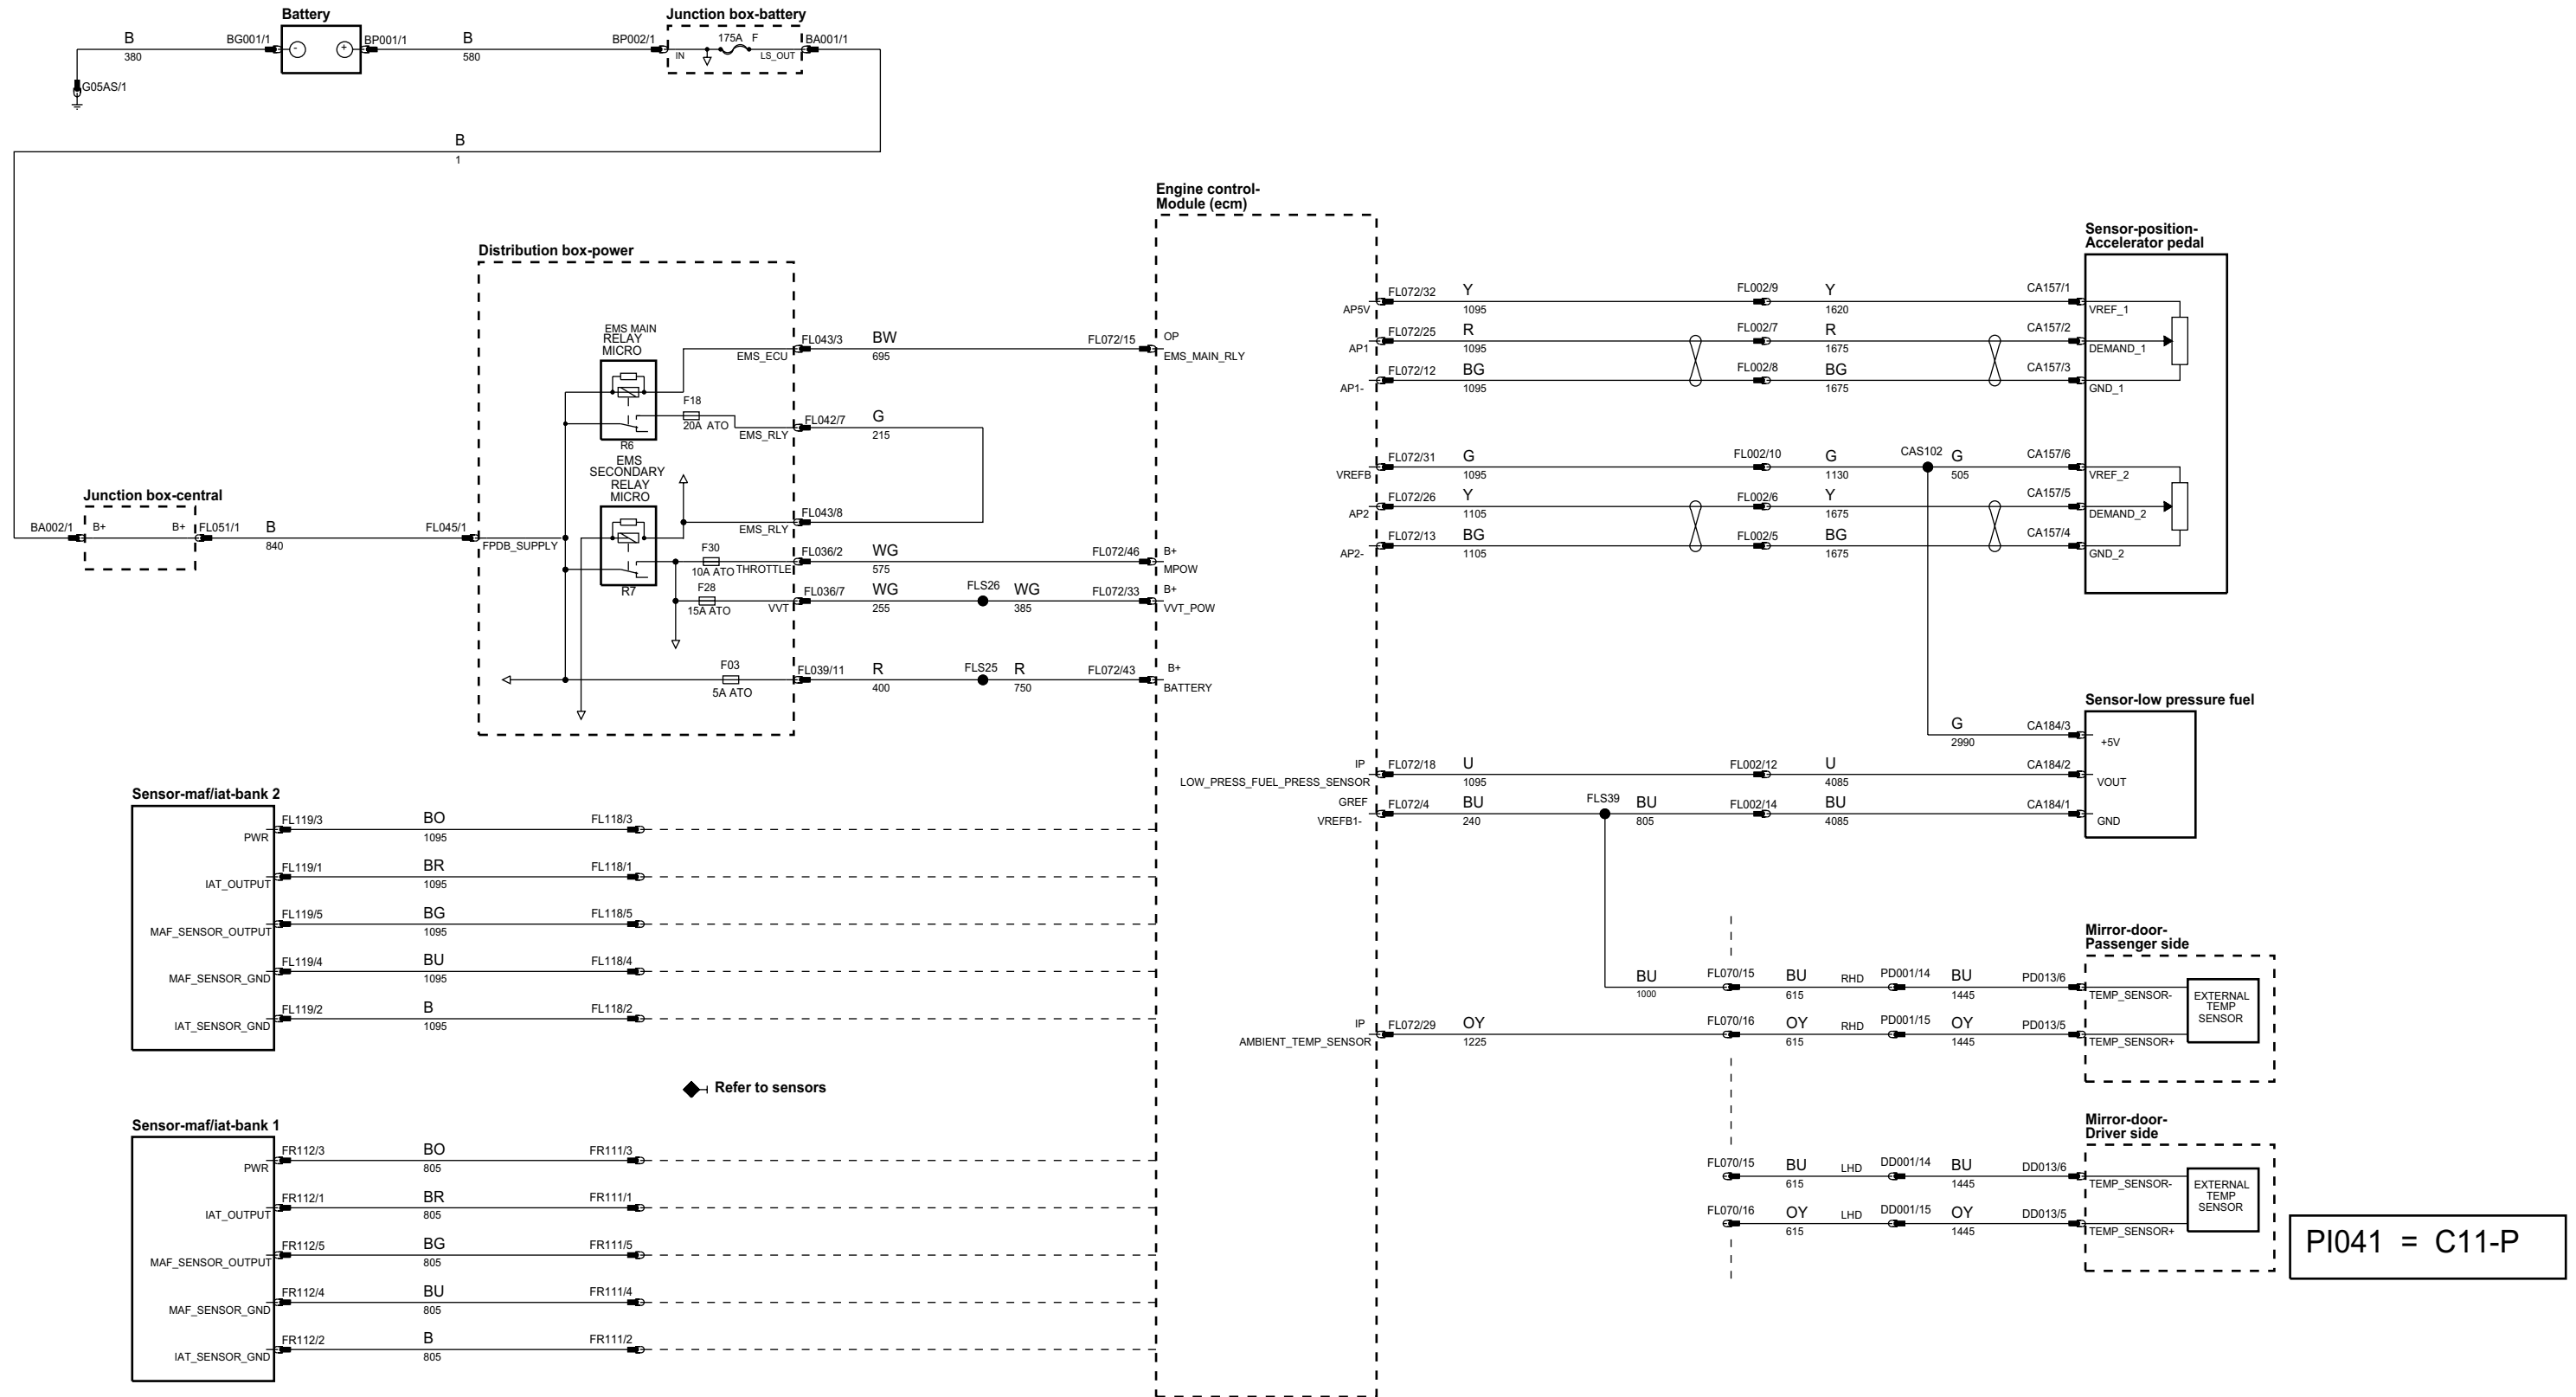 Battery
Junction box-battery
B
380
BG001/1
-
+
BP001/1
B
580
BP002/1
IN
175A F
LS_OUT
BA001/1
G05AS/1
B
1
Engine control-
Module (ecm)
Distribution box-power
EMS MAIN
RELAY
MICRO
EMS_ECU
FL043/3
BW
695
FL072/15
OP
EMS_MAIN_RLY
F18
20A ATO
EMS_RLY
FL042/7
G
215
R6
EMS
SECONDARY
RELAY
MICRO
EMS_RLY
FL043/8
Junction box-central
BA002/1
B+
B+
FL051/1
B
840
FL045/1
FPDB_SUPPLY
R7
F30
10A ATO
THROTTLE
FL036/2
WG
575
FL072/46
B+
MPOW
F28
15A ATO
VVT
FL036/7
WG
255
FLS26
WG
385
FL072/33
B+
VVT_POW
F03
5A ATO
FL039/11
R
400
FLS25
R
750
FL072/43
B+
BATTERY
Sensor-position-
Accelerator pedal
AP5V
FL072/32
Y
1095
FL002/9
Y
1620
CA157/1
VREF_1
AP1
FL072/25
R
1095
FL002/7
R
1675
CA157/2
DEMAND_1
AP1-
FL072/12
BG
1095
FL002/8
BG
1675
CA157/3
GND_1
VREFB
FL072/31
G
1095
FL002/10
G
1130
CAS102
G
505
CA157/6
VREF_2
AP2
FL072/26
Y
1105
FL002/6
Y
1675
CA157/5
DEMAND_2
AP2-
FL072/13
BG
1105
FL002/5
BG
1675
CA157/4
GND_2
Sensor-low pressure fuel
G
2990
CA184/3
+5V
IP
LOW_PRESS_FUEL_PRESS_SENSOR
FL072/18
U
1095
FL002/12
U
4085
CA184/2
VOUT
GREF
VREFB1-
FL072/4
BU
240
FLS39
BU
805
FL002/14
BU
4085
CA184/1
GND
Sensor-maf/iat-bank 2
PWR
FL119/3
BO
1095
FL118/3
IAT_OUTPUT
FL119/1
BR
1095
FL118/1
MAF_SENSOR_OUTPUT
FL119/5
BG
1095
FL118/5
MAF_SENSOR_GND
FL119/4
BU
1095
FL118/4
IAT_SENSOR_GND
FL119/2
B
1095
FL118/2
Mirror-door-
Passenger side
BU
1000
FL070/15
BU
615
RHD
PD001/14
BU
1445
PD013/6
TEMP_SENSOR-
EXTERNAL
TEMP
SENSOR
IP
AMBIENT_TEMP_SENSOR
FL072/29
OY
1225
FL070/16
OY
615
RHD
PD001/15
OY
1445
PD013/5
TEMP_SENSOR+
Refer to sensors
Sensor-maf/iat-bank 1
PWR
FR112/3
BO
805
FR111/3
IAT_OUTPUT
FR112/1
BR
805
FR111/1
MAF_SENSOR_OUTPUT
FR112/5
BG
805
FR111/5
MAF_SENSOR_GND
FR112/4
BU
805
FR111/4
IAT_SENSOR_GND
FR112/2
B
805
FR111/2
Mirror-door-
Driver side
FL070/15
BU
615
LHD
DD001/14
BU
1445
DD013/6
TEMP_SENSOR-
EXTERNAL
TEMP
SENSOR
FL070/16
OY
615
LHD
DD001/15
OY
1445
DD013/5
TEMP_SENSOR+
PI041 = C11-P